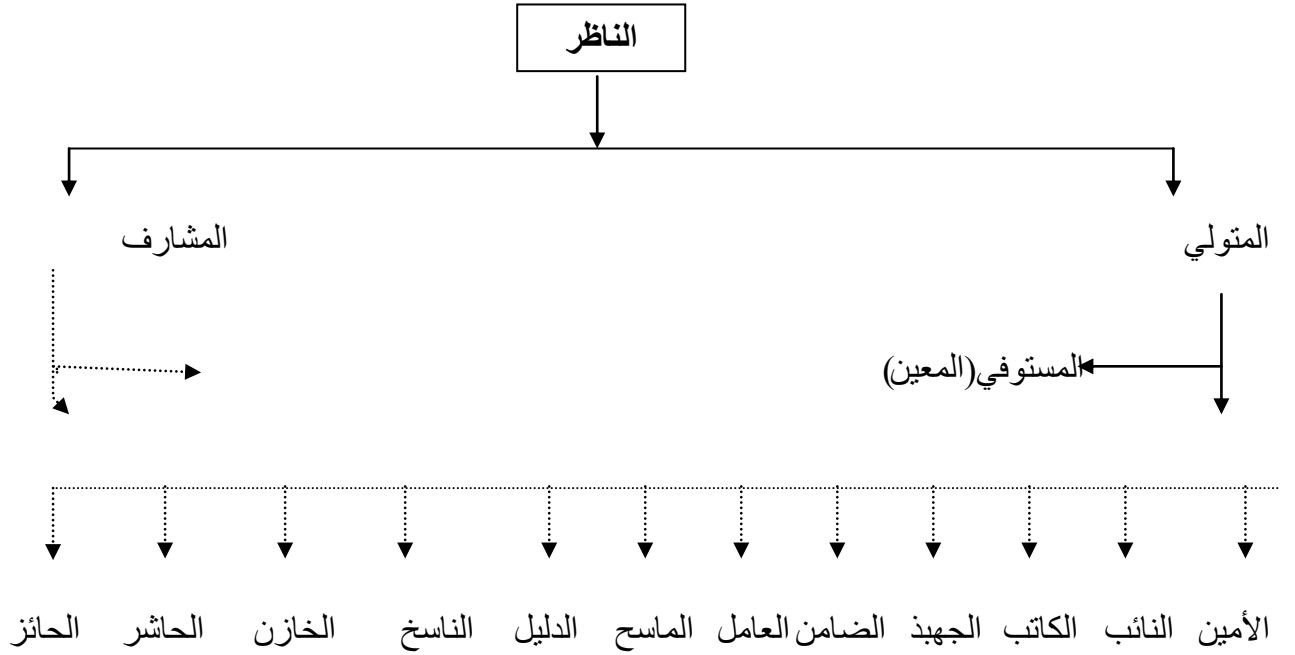 الناظر
المتولي المشارف
المستوفي(المعين)
الأمين النائب الكاتب الجهبذ الضامن العامل الماسح الدليل الناسخ الخازن الحاشر الحائز